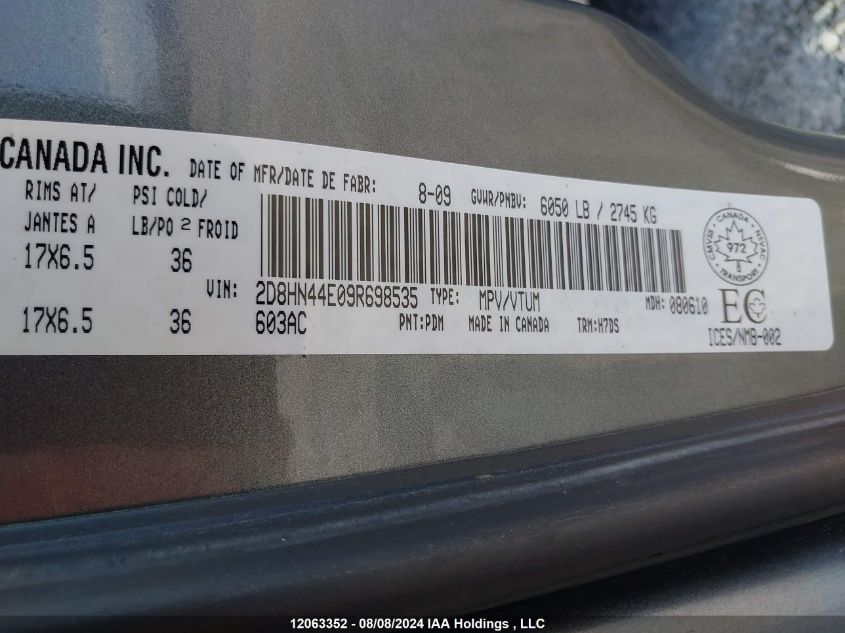 CANADA INC. DATE OF MFR/DATE DE FABR: 8-09 GVWR/PNBV: 6050 LB / 2745 KG
RIMS AT/ PSI COLD/
JANTES A LB/PO 2 FROID
17X6.5 36
VIN: 2D8HN44E09R698535 TYPE: MPV/VTUM MDH: 080610
17X6.5 36 603AC PNT:PDM MADE IN CANADA TRM:H7DS
CANADA
CMVSS NSVAC
972
TRANSPORT
EC
ICES/NMB-002
12063352 - 08/08/2024 IAA Holdings , LLC